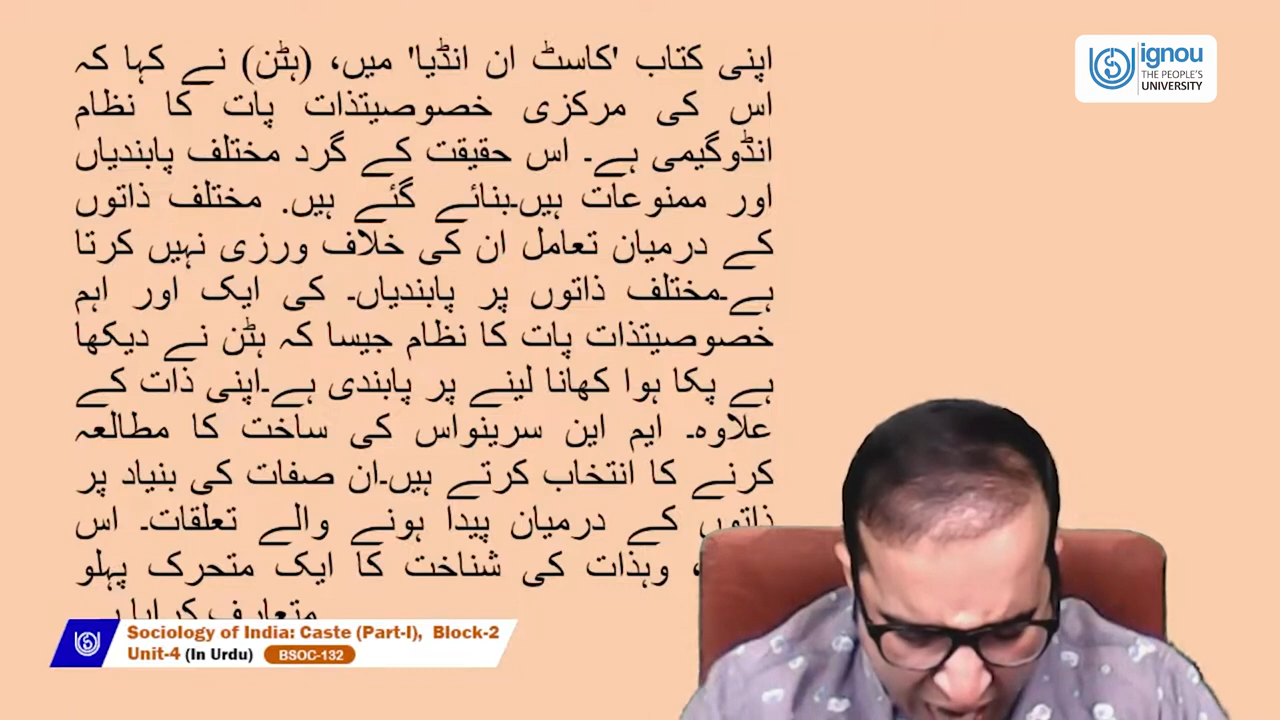 اپنی کتاب 'کاسٹ ان انڈیا' میں، (ہٹن) نے کہا کہ
اس کی مرکزی خصوصیتذات پات کا نظام
انڈوگیمی ہے۔ اس حقیقت کے گرد مختلف پابندیاں
اور ممنوعات ہیں۔بنائے گئے ہیں. مختلف ذاتوں
کے درمیان تعامل ان کی خلاف ورزی نہیں کرتا
ہے۔مختلف ذاتوں پر پابندیاں۔ کی ایک اور اہم
خصوصیتذات پات کا نظام جیسا کہ ہٹن نے دیکھا
ہے پکا ہوا کھانا لینے پر پابندی ہے۔اپنی ذات کے
علاوہ۔ ایم این سرینواس کی ساخت کا مطالعہ
کرنے کا انتخاب کرتے ہیں۔ان صفات کی بنیاد پر
ذاتوں کے درمیان پیدا ہونے والے تعلقات۔ اس
، وہذات کی شناخت کا ایک متحرک پہلو
متعارف کراتا ہے
ignou
THE PEOPLE'S
UNIVERSITY
Sociology of India: Caste (Part-I), Block-2
Unit-4 (In Urdu) BSOC-132